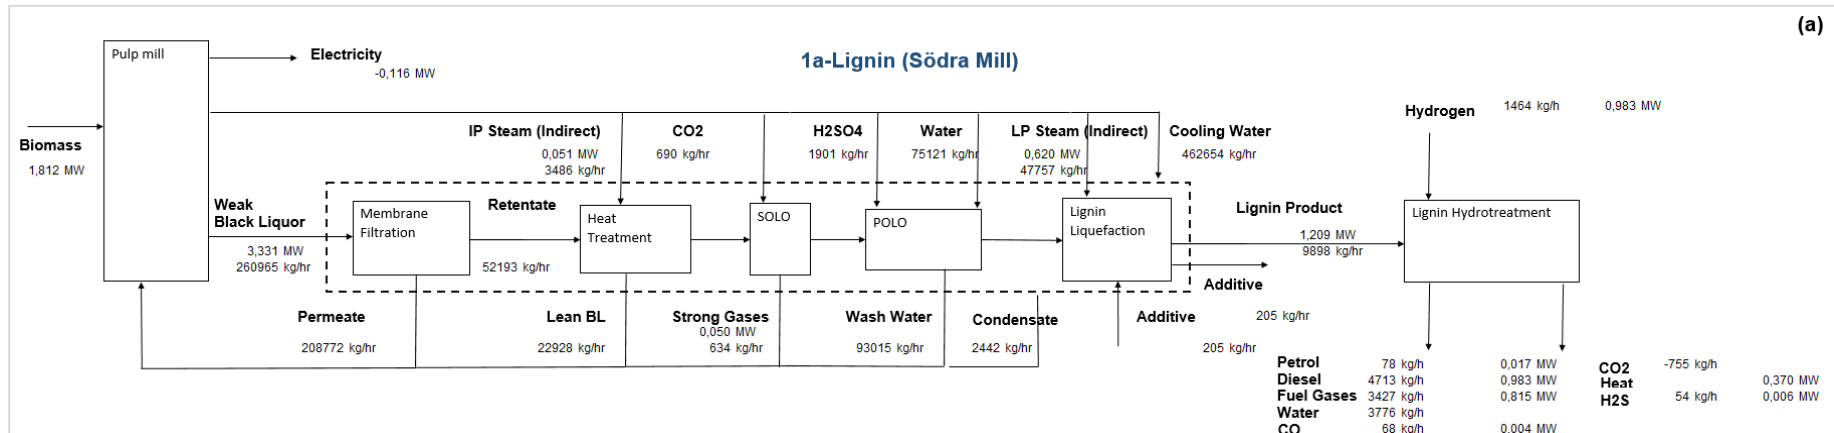 (a)
Pulp mill
Electricity
-0,116 MW
1a-Lignin (Södra Mill)
Hydrogen 1464 kg/h 0,983 MW
Biomass
1,812 MW
IP Steam (Indirect) CO2 H2SO4 Water LP Steam (Indirect) Cooling Water
0,051 MW 690 kg/hr 1901 kg/hr 75121 kg/hr 0,620 MW 462654 kg/hr
3486 kg/hr 47757 kg/hr
Weak
Black Liquor
3,331 MW
260965 kg/hr
Membrane
Filtration
Retentate
52193 kg/hr
Heat
Treatment
SOLO
POLO
Lignin
Liquefaction
Lignin Product
1,209 MW
9898 kg/hr
Lignin Hydrotreatment
Additive
205 kg/hr
Permeate
208772 kg/hr
Lean BL
22928 kg/hr
Strong Gases
0,050 MW
634 kg/hr
Wash Water
93015 kg/hr
Condensate
2442 kg/hr
Additive
205 kg/hr
Petrol 78 kg/h 0,017 MW
Diesel 4713 kg/h 0,983 MW
Fuel Gases 3427 kg/h 0,815 MW
Water 3776 kg/h
CO 68 kg/h 0,004 MW
CO2 -755 kg/h
Heat 0,370 MW
H2S 54 kg/h 0,006 MW